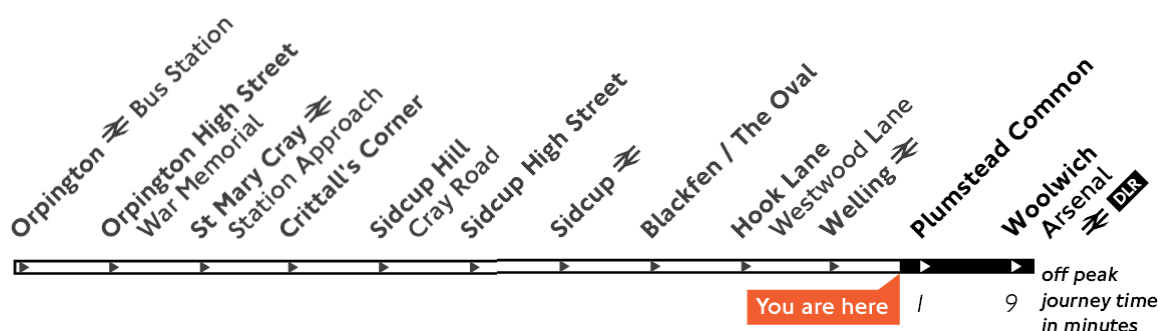 Orpington Bus Station
Orpington High Street
War Memorial
St Mary Cray
Station Approach
Crittall's Corner
Sidcup Hill
Cray Road
Sidcup High Street
Sidcup
Blackfen / The Oval
Hook Lane
Westwood Lane
Welling
Plumstead Common
Woolwich
Arsenal
DLR
You are here
1
9
off peak
journey time
in minutes